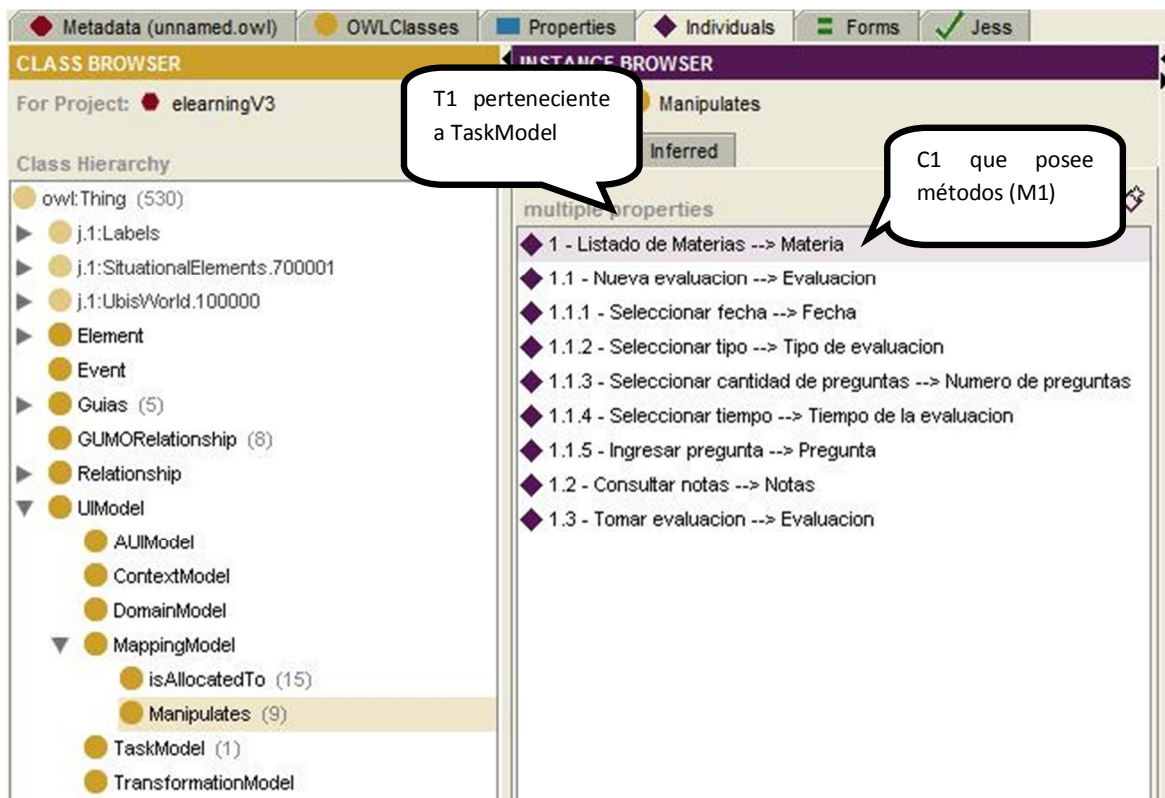 Metadata (unnamed.owl) OWLClasses Properties Individuals Forms Jess
CLASS BROWSER
For Project: elearningV3
Class Hierarchy
owl:Thing (530)
j.1:Labels
j.1:SituationalElements.700001
j.1:UbisWorld.100000
Element
Event
Guias (5)
GUMORelationship (8)
Relationship
UIModel
AUIModel
ContextModel
DomainModel
MappingModel
isAllocatedTo (15)
Manipulates (9)
TaskModel (1)
TransformationModel
INSTANCE BROWSER
T1 perteneciente
a TaskModel
Manipulates
Inferred
C1 que posee
métodos (M1)
multiple properties
1 - Listado de Materias --> Materia
1.1 - Nueva evaluacion --> Evaluacion
1.1.1 - Seleccionar fecha --> Fecha
1.1.2 - Seleccionar tipo --> Tipo de evaluacion
1.1.3 - Seleccionar cantidad de preguntas --> Numero de preguntas
1.1.4 - Seleccionar tiempo --> Tiempo de la evaluacion
1.1.5 - Ingresar pregunta --> Pregunta
1.2 - Consultar notas --> Notas
1.3 - Tomar evaluacion --> Evaluacion